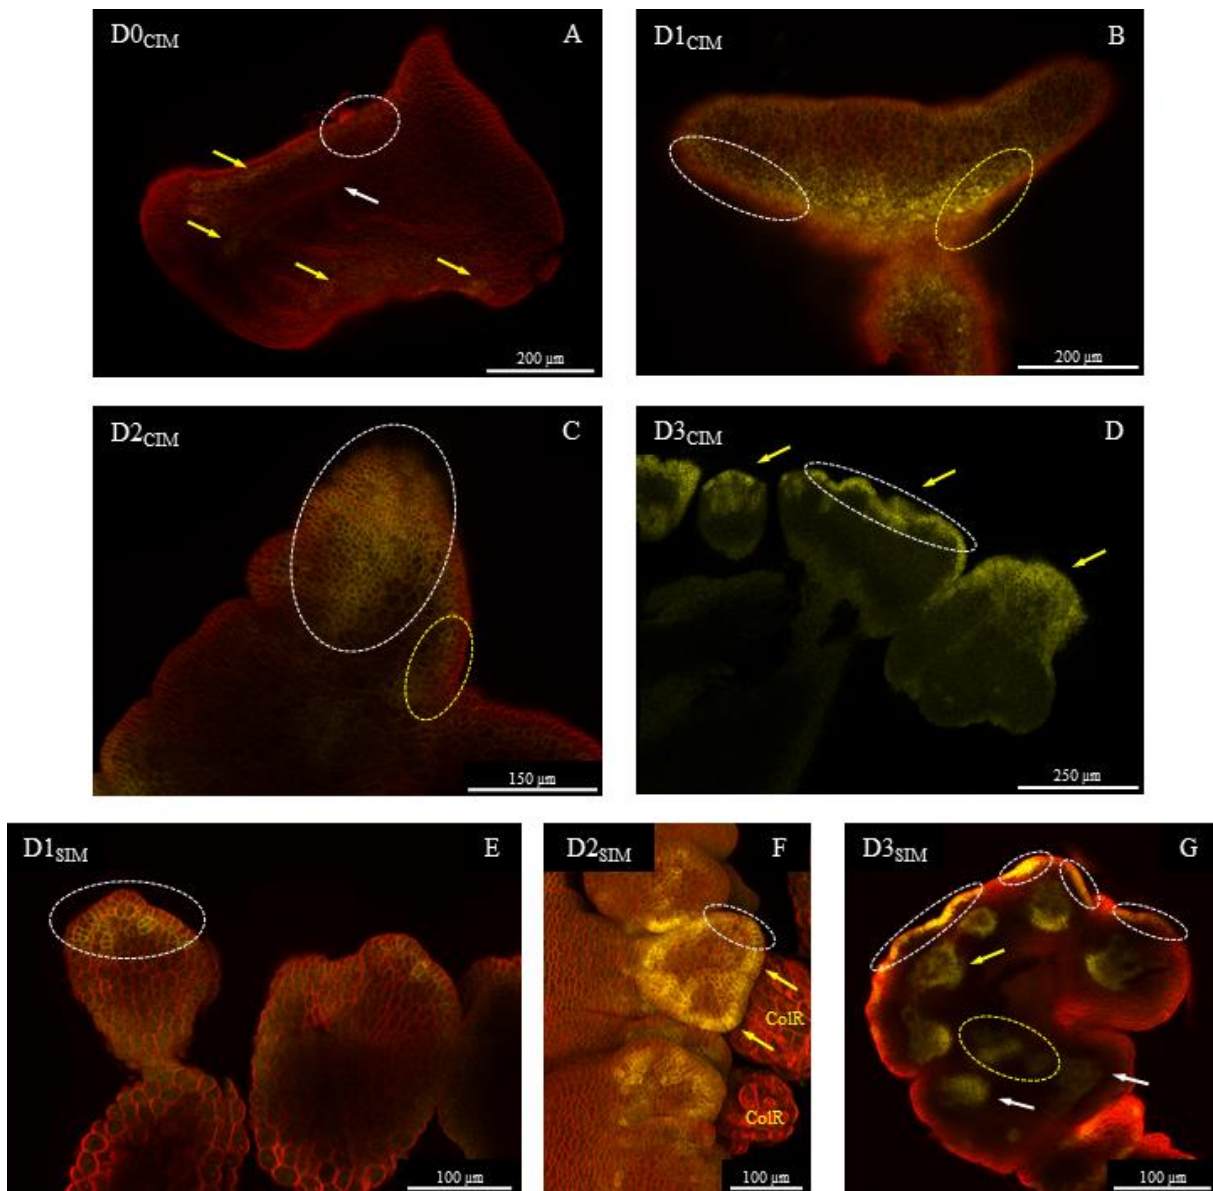 D0CIM A
200 µm
D1CIM B
200 µm
D2CIM C
150 µm
D3CIM D
250 µm
D1SIM E
100 µm
D2SIM F
ColR
ColR
100 µm
D3SIM G
100 µm